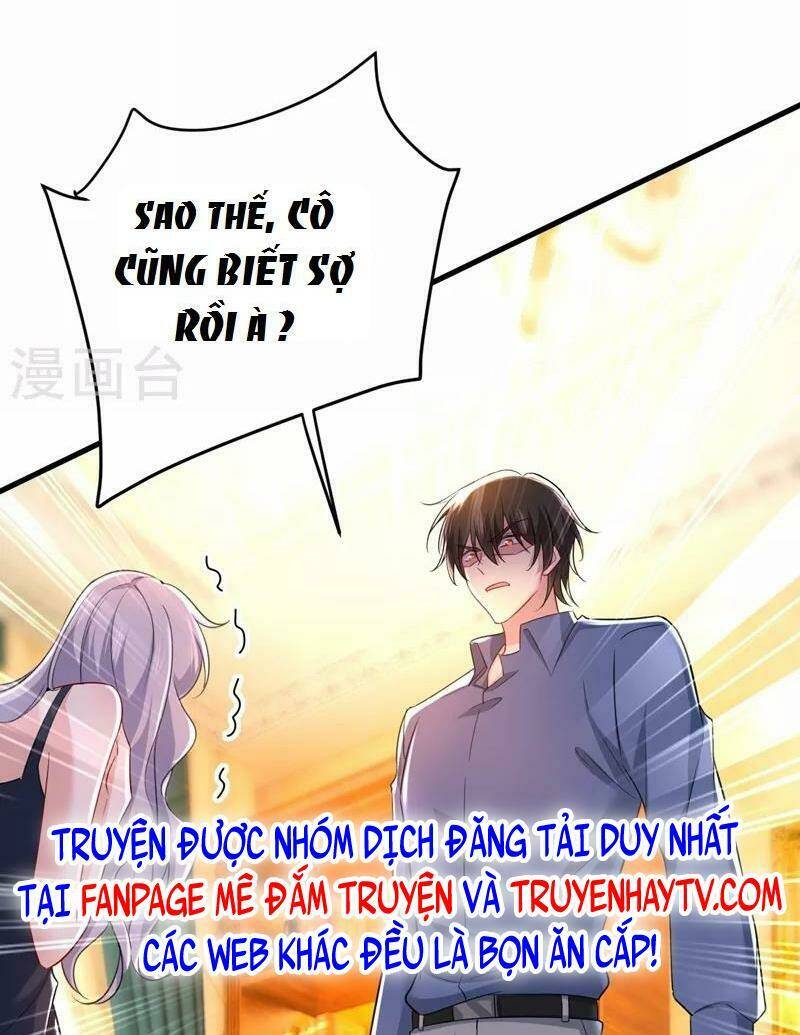 SAO THẾ, CÔ
CŨNG BIẾT SỢ
RỒI À?
漫画台
TRUYỆN ĐƯỢC NHÓM DỊCH ĐĂNG TẢI DUY NHẤT
TẠI FANPAGE MÊ ĐẮM TRUYỆN VÀ TRUYENHAYTV.COM
CÁC WEB KHÁC ĐỀU LÀ BỌN ĂN CẮP!